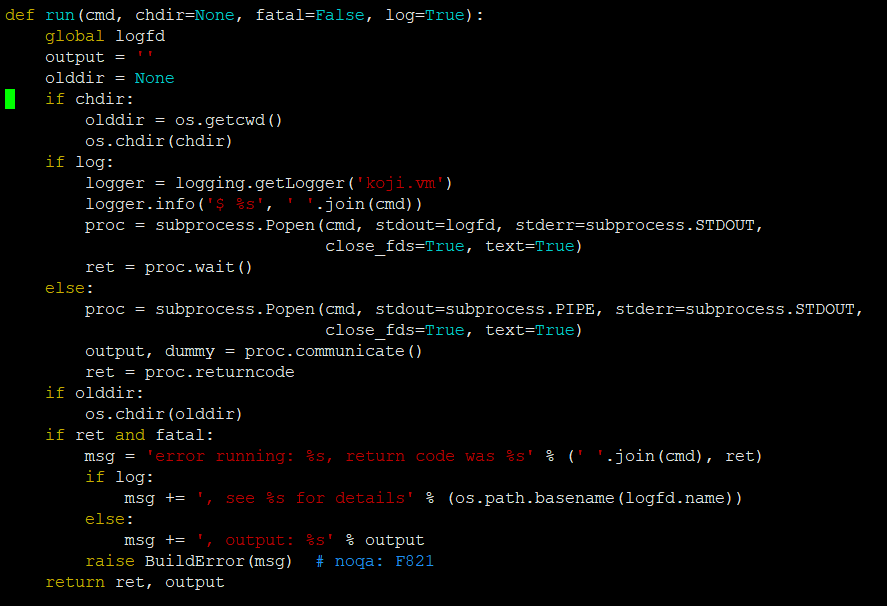 def run(cmd, chdir=None, fatal=False, log=True):
    global logfd
    output = ''
    olddir = None
    if chdir:
        olddir = os.getcwd()
        os.chdir(chdir)
    if log:
        logger = logging.getLogger('koji.vm')
        logger.info('$ %s', ' '.join(cmd))
        proc = subprocess.Popen(cmd, stdout=logfd, stderr=subprocess.STDOUT,
                                close_fds=True, text=True)
        ret = proc.wait()
    else:
        proc = subprocess.Popen(cmd, stdout=subprocess.PIPE, stderr=subprocess.STDOUT,
                                close_fds=True, text=True)
        output, dummy = proc.communicate()
        ret = proc.returncode
    if olddir:
        os.chdir(olddir)
    if ret and fatal:
        msg = 'error running: %s, return code was %s' % (' '.join(cmd), ret)
        if log:
            msg += ', see %s for details' % (os.path.basename(logfd.name))
        else:
            msg += ', output: %s' % output
        raise BuildError(msg)  # noqa: F821
    return ret, output